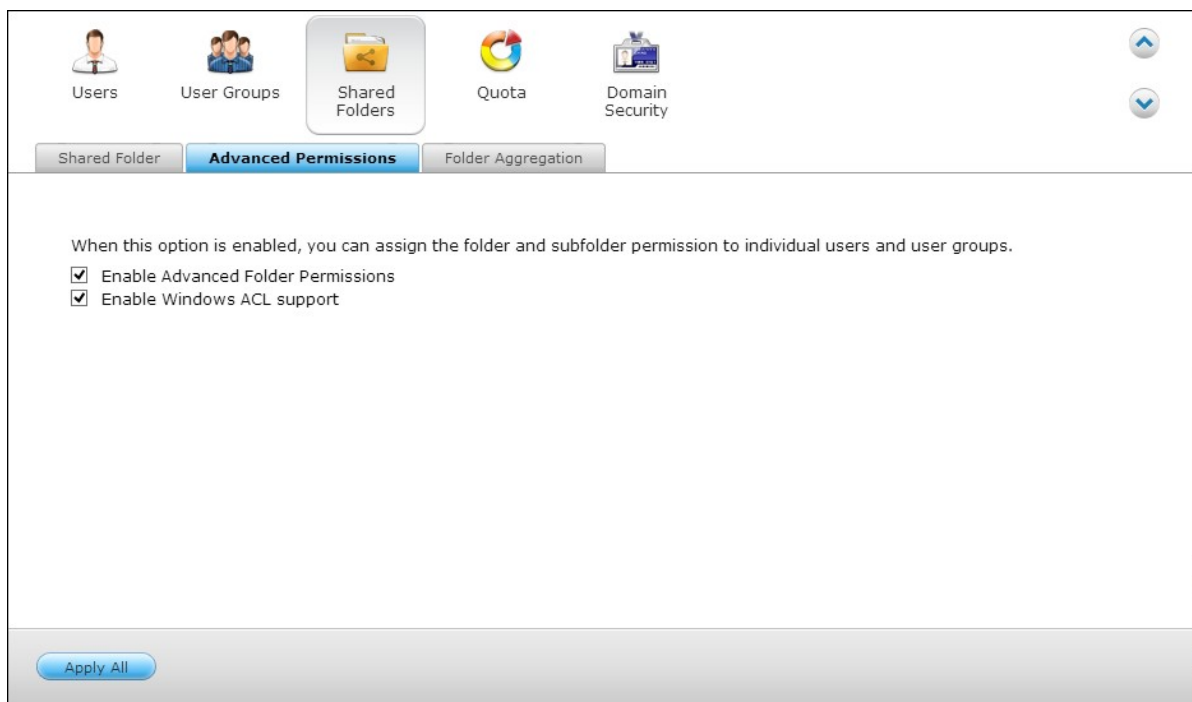 Users
User Groups
Shared
Folders
Quota
Domain
Security
Shared Folder
Advanced Permissions
Folder Aggregation
When this option is enabled, you can assign the folder and subfolder permission to individual users and user groups.
Enable Advanced Folder Permissions
Enable Windows ACL support
Apply All